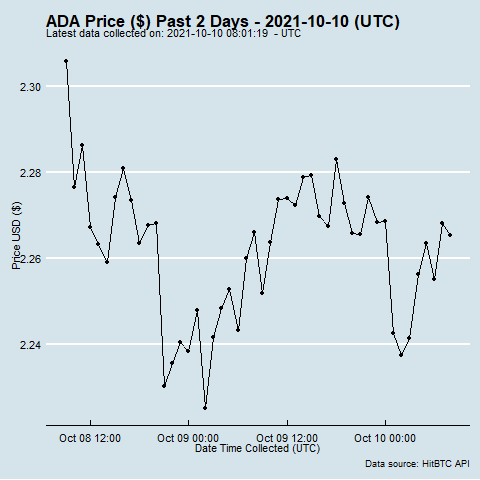 ADA Price ($) Past 2 Days - 2021-10-10 (UTC)
Latest data collected on: 2021-10-10 08:01:19 - UTC
Price USD ($)
2.30
2.28
2.26
2.24
Oct 08 12:00 Oct 09 00:00 Oct 09 12:00 Oct 10 00:00
Date Time Collected (UTC)
Data source: HitBTC API